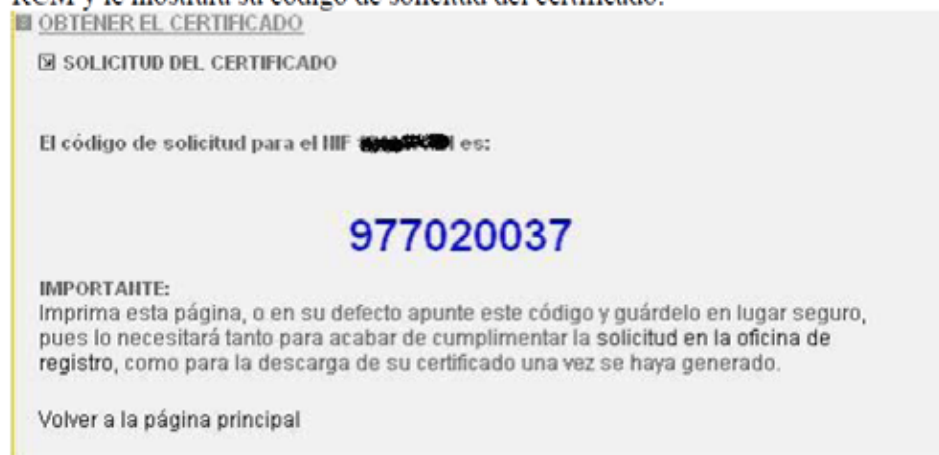 RCM y le mostrará su código de solicitud del certificado.
OBTENER EL CERTIFICADO
SOLICITUD DEL CERTIFICADO
El código de solicitud para el NIF es:
977020037
IMPORTANTE:
Imprima esta página, o en su defecto apunte este código y guárdelo en lugar seguro,
pues lo necesitará tanto para acabar de cumplimentar la solicitud en la oficina de
registro, como para la descarga de su certificado una vez se haya generado.
Volver a la página principal